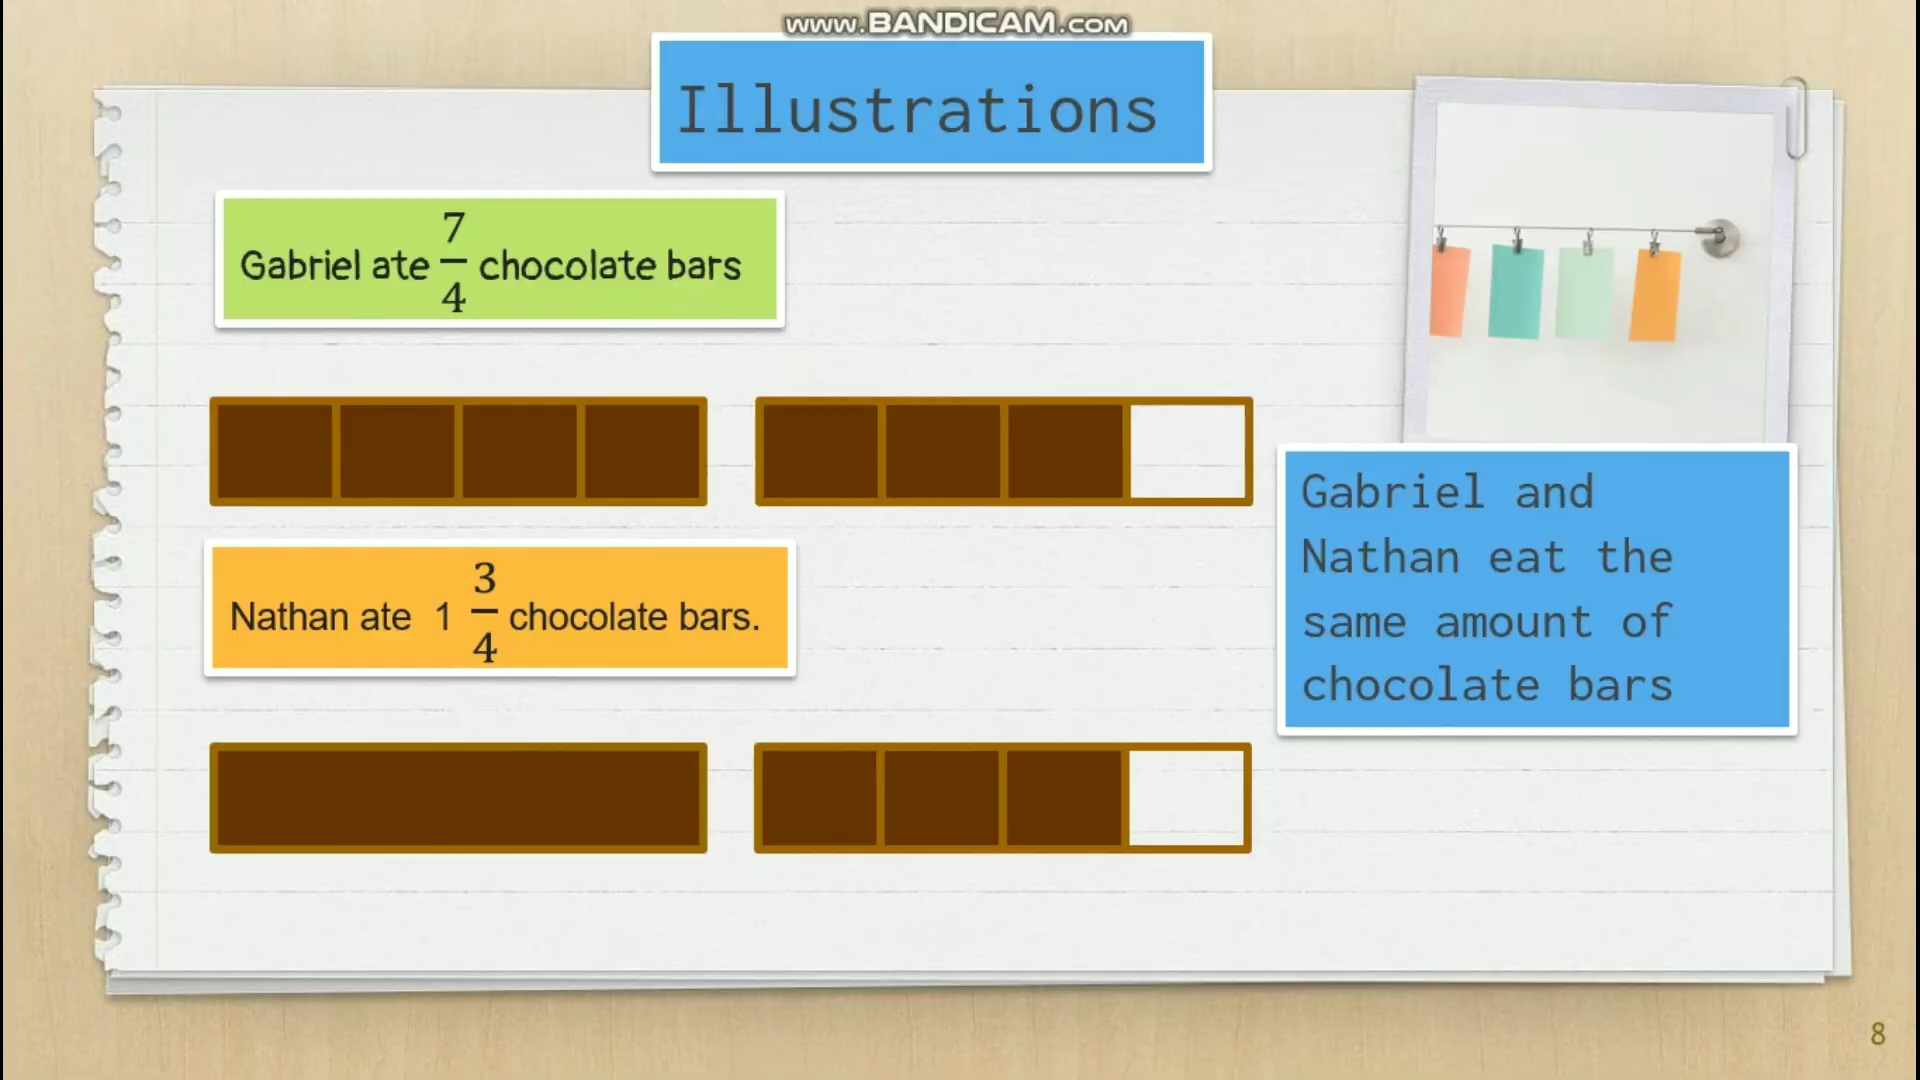 www.BANDICAM.com
Illustrations
Gabriel ate 7/4 chocolate bars
Nathan ate 1 3/4 chocolate bars.
Gabriel and
Nathan eat the
same amount of
chocolate bars
8